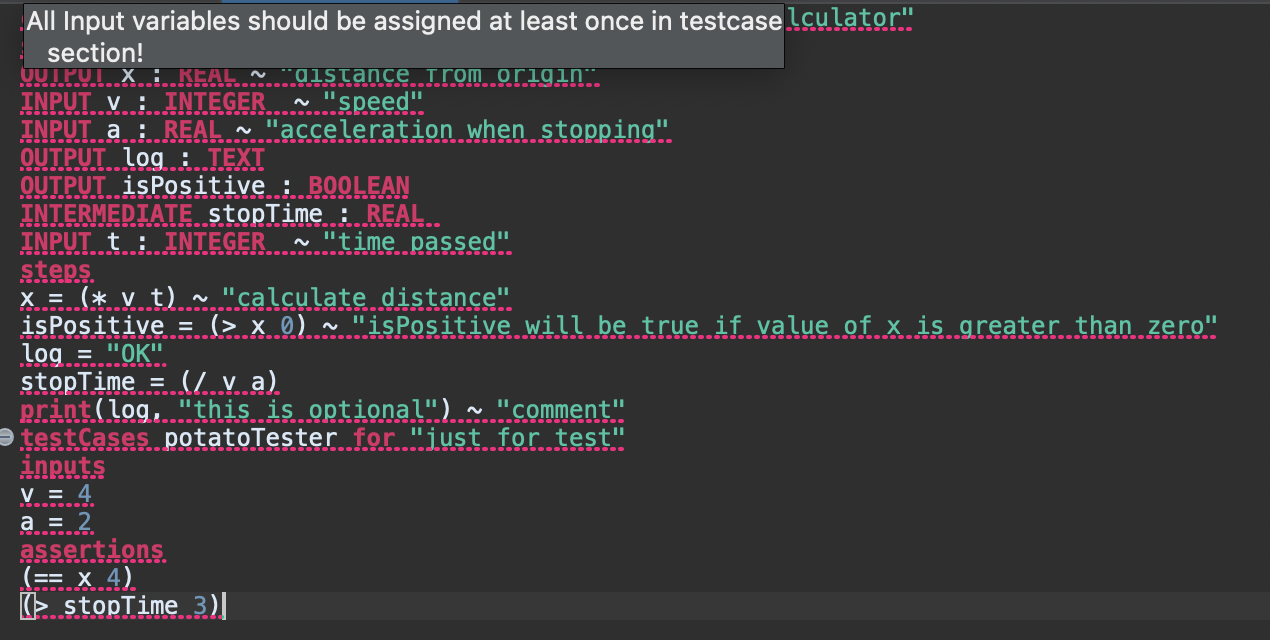 All Input variables should be assigned at least once in testcase
section!
lculator"
OUTPUT x : REAL ~ "distance from origin"
INPUT v : INTEGER  ~ "speed"
INPUT a : REAL ~ "acceleration when stopping"
OUTPUT log : TEXT
OUTPUT isPositive : BOOLEAN
INTERMEDIATE stopTime : REAL
INPUT t : INTEGER  ~ "time passed"
steps
x = (* v t) ~ "calculate distance"
isPositive = (> x 0) ~ "isPositive will be true if value of x is greater than zero"
log = "OK"
stopTime = (/ v a)
print(log, "this is optional") ~ "comment"
testCases potatoTester for "just for test"
inputs
v = 4
a = 2
assertions
(== x 4)
(> stopTime 3)